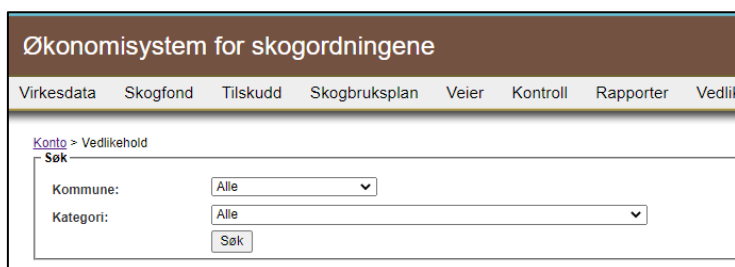 Økonomisystem for skogordningene
Virkesdata Skogfond Tilskudd Skogbruksplan Veier Kontroll Rapporter
Konto > Vedlikehold
Søk
Kommune: Alle
Kategori: Alle
Søk